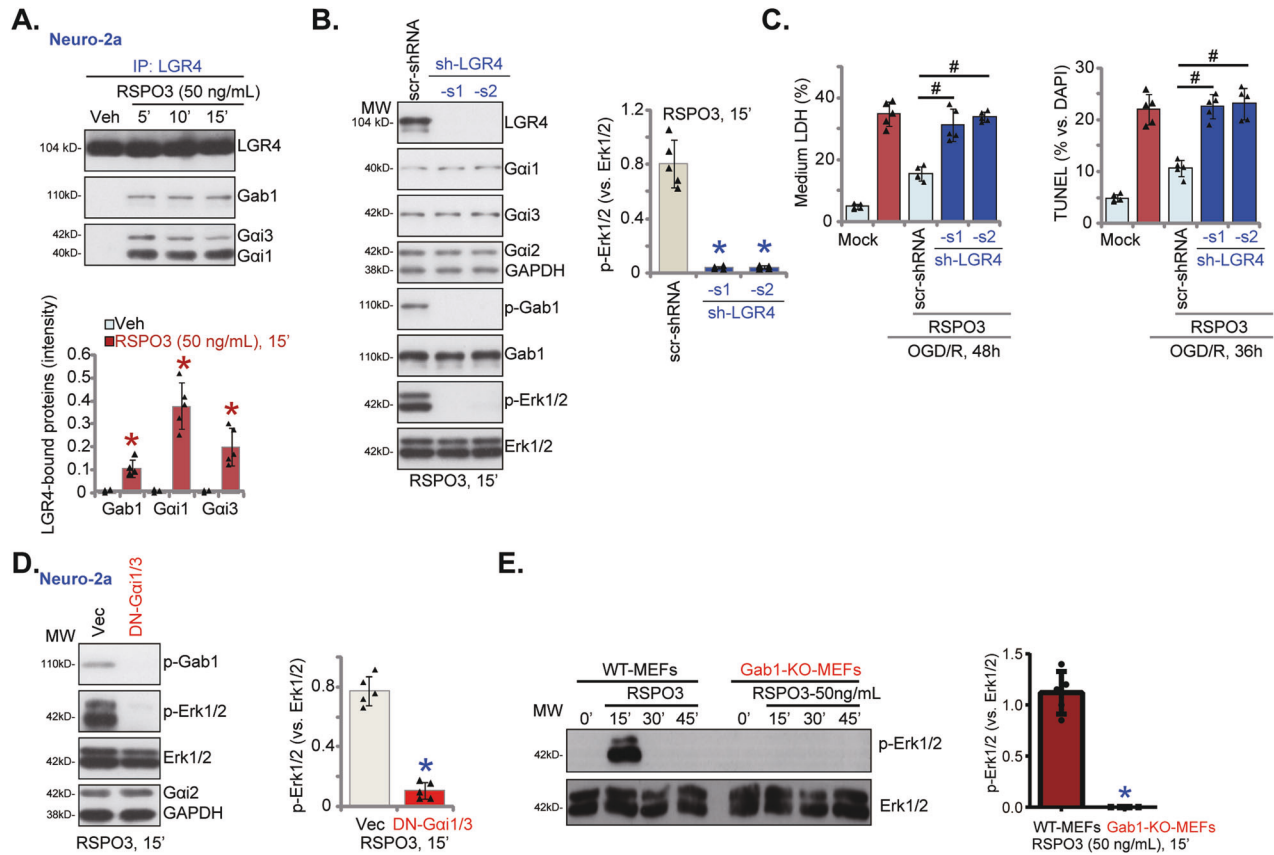 A.
Neuro-2a
IP: LGR4
RSPO3 (50 ng/mL)
Veh 5’ 10’ 15’
104 kD- LGR4
110kD- Gab1
42kD- Gαi3
40kD- Gαi1
Veh
RSPO3 (50 ng/mL), 15’
LGR4-bound proteins (intensity)
0.6
0.5
0.4
0.3
0.2
0.1
0
* * *
Gab1 Gαi1 Gαi3
B.
scr-shRNA
sh-LGR4
-s1 -s2
MW
104 kD- LGR4
40kD- Gαi1
42kD- Gαi3
42kD- Gαi2
38kD- GAPDH
110kD- p-Gab1
110kD- Gab1
42kD- p-Erk1/2
42kD- Erk1/2
RSPO3, 15’
RSPO3, 15’
p-Erk1/2 (vs. Erk1/2)
1.2
0.8
0.4
0
* *
scr-shRNA
-s1 -s2
sh-LGR4
C.
Medium LDH (%)
60
40
20
0
#
#
Mock
scr-shRNA
-s1 -s2
sh-LGR4
RSPO3
OGD/R, 48h
TUNEL (% vs. DAPI)
30
25
20
15
10
5
0
#
#
Mock
scr-shRNA
-s1 -s2
sh-LGR4
RSPO3
OGD/R, 36h
D.
Neuro-2a
Vec
DN-Gαi1/3
MW
110kD- p-Gab1
42kD- p-Erk1/2
Erk1/2
42kD-
42kD- Gαi2
38kD- GAPDH
RSPO3, 15’
p-Erk1/2 (vs. Erk1/2)
0.8
0.4
0
*
Vec DN-Gαi1/3
RSPO3, 15’
E.
WT-MEFs Gab1-KO-MEFs
RSPO3 RSPO3-50ng/mL
MW
0’ 15’ 30’ 45’ 0’ 15’ 30’ 45’
p-Erk1/2
42kD-
42kD- Erk1/2
p-Erk1/2 (vs. Erk1/2)
1.5
1.0
0.5
0.0
*
WT-MEFs Gab1-KO-MEFs
RSPO3 (50 ng/mL), 15’